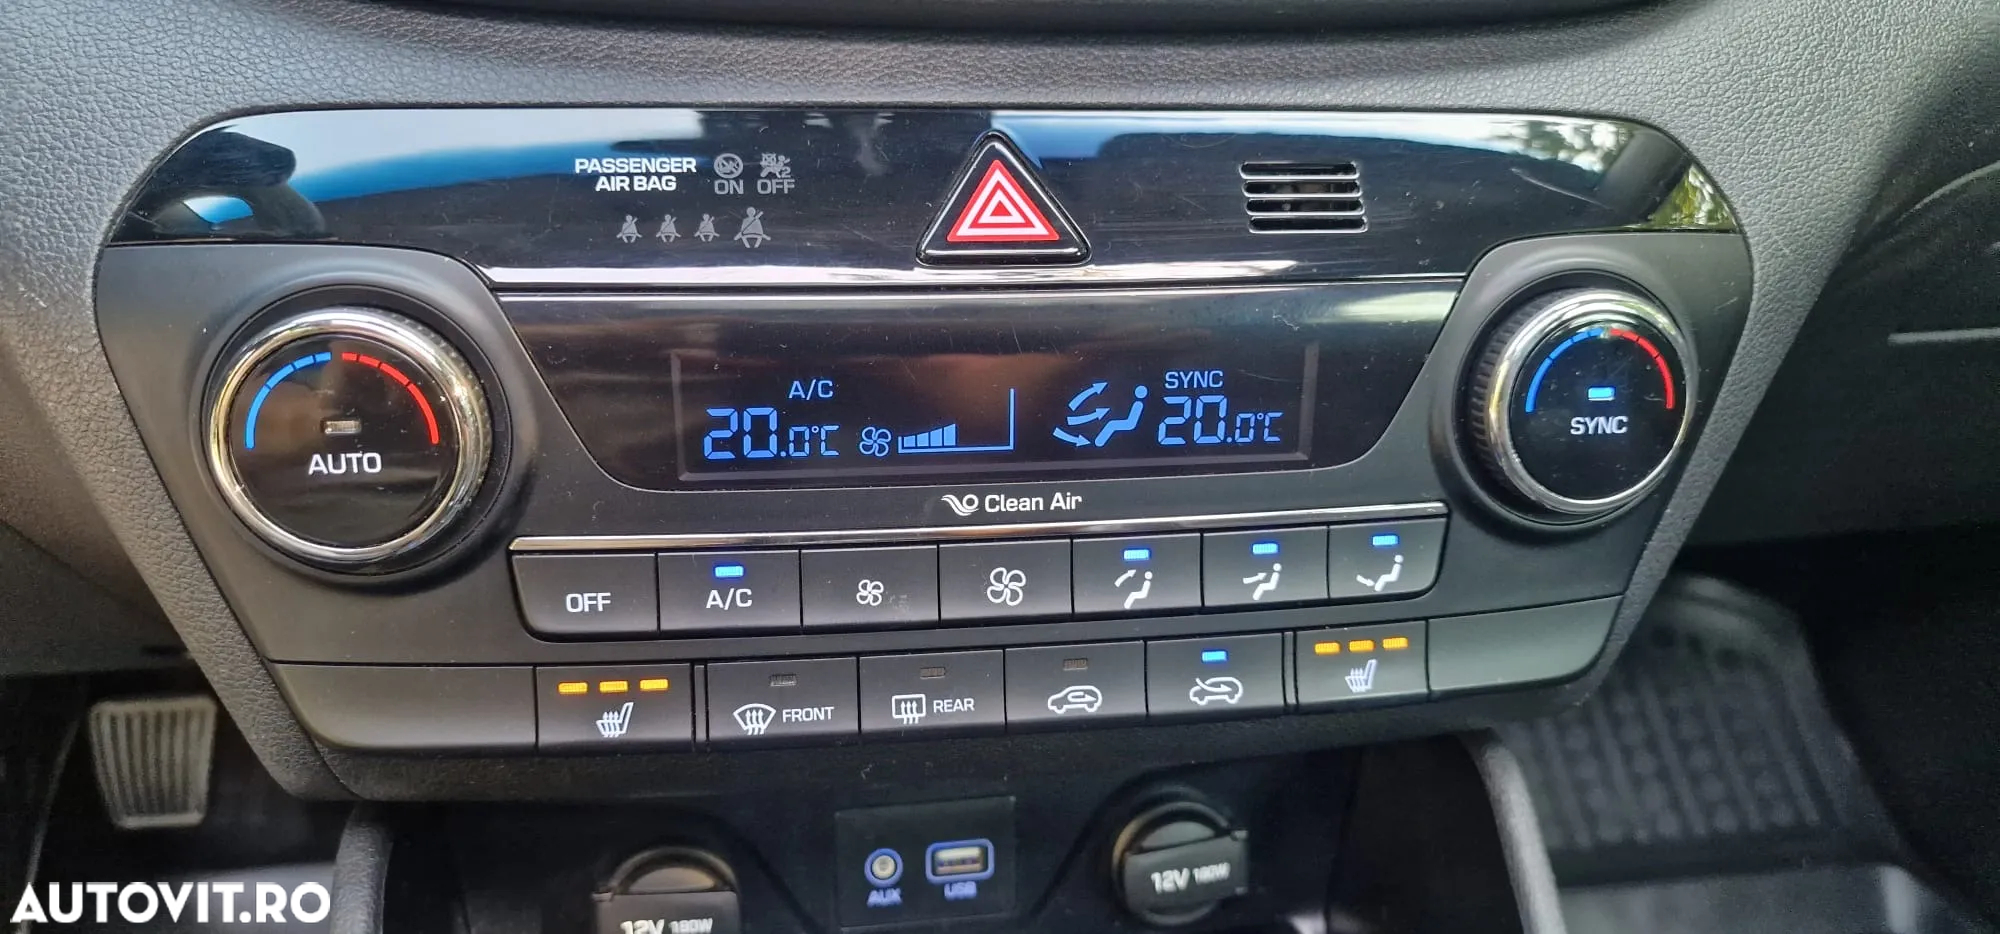 PASSENGER
AIR BAG
ON
OFF
2
A/C
SYNC
20.0°C
20.0°C
AUTO
SYNC
Clean Air
OFF
A/C
FRONT
REAR
AUX
USB
12V 180W
12V 180W
AUTOVIT.RO